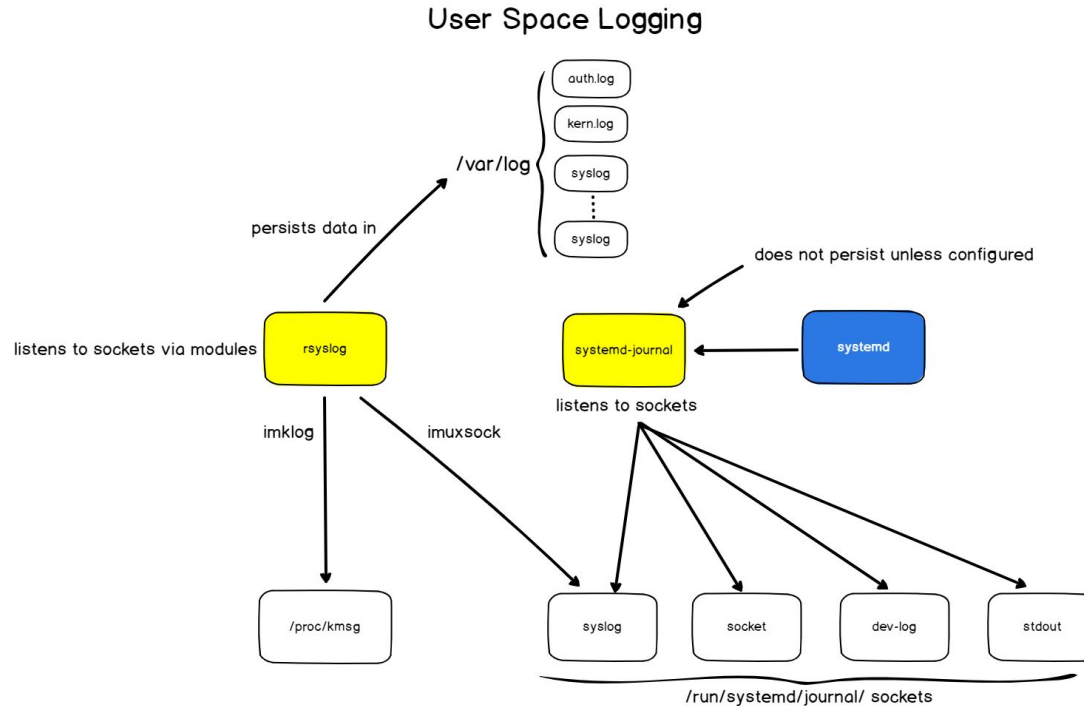 User Space Logging
auth.log
kern.log
/var/log
syslog
syslog
persists data in
does not persist unless configured
listens to sockets via modules
rsyslog
systemd-journal
systemd
listens to sockets
imklog
imuxsock
/proc/kmsg
syslog
socket
dev-log
stdout
/run/systemd/journal/ sockets